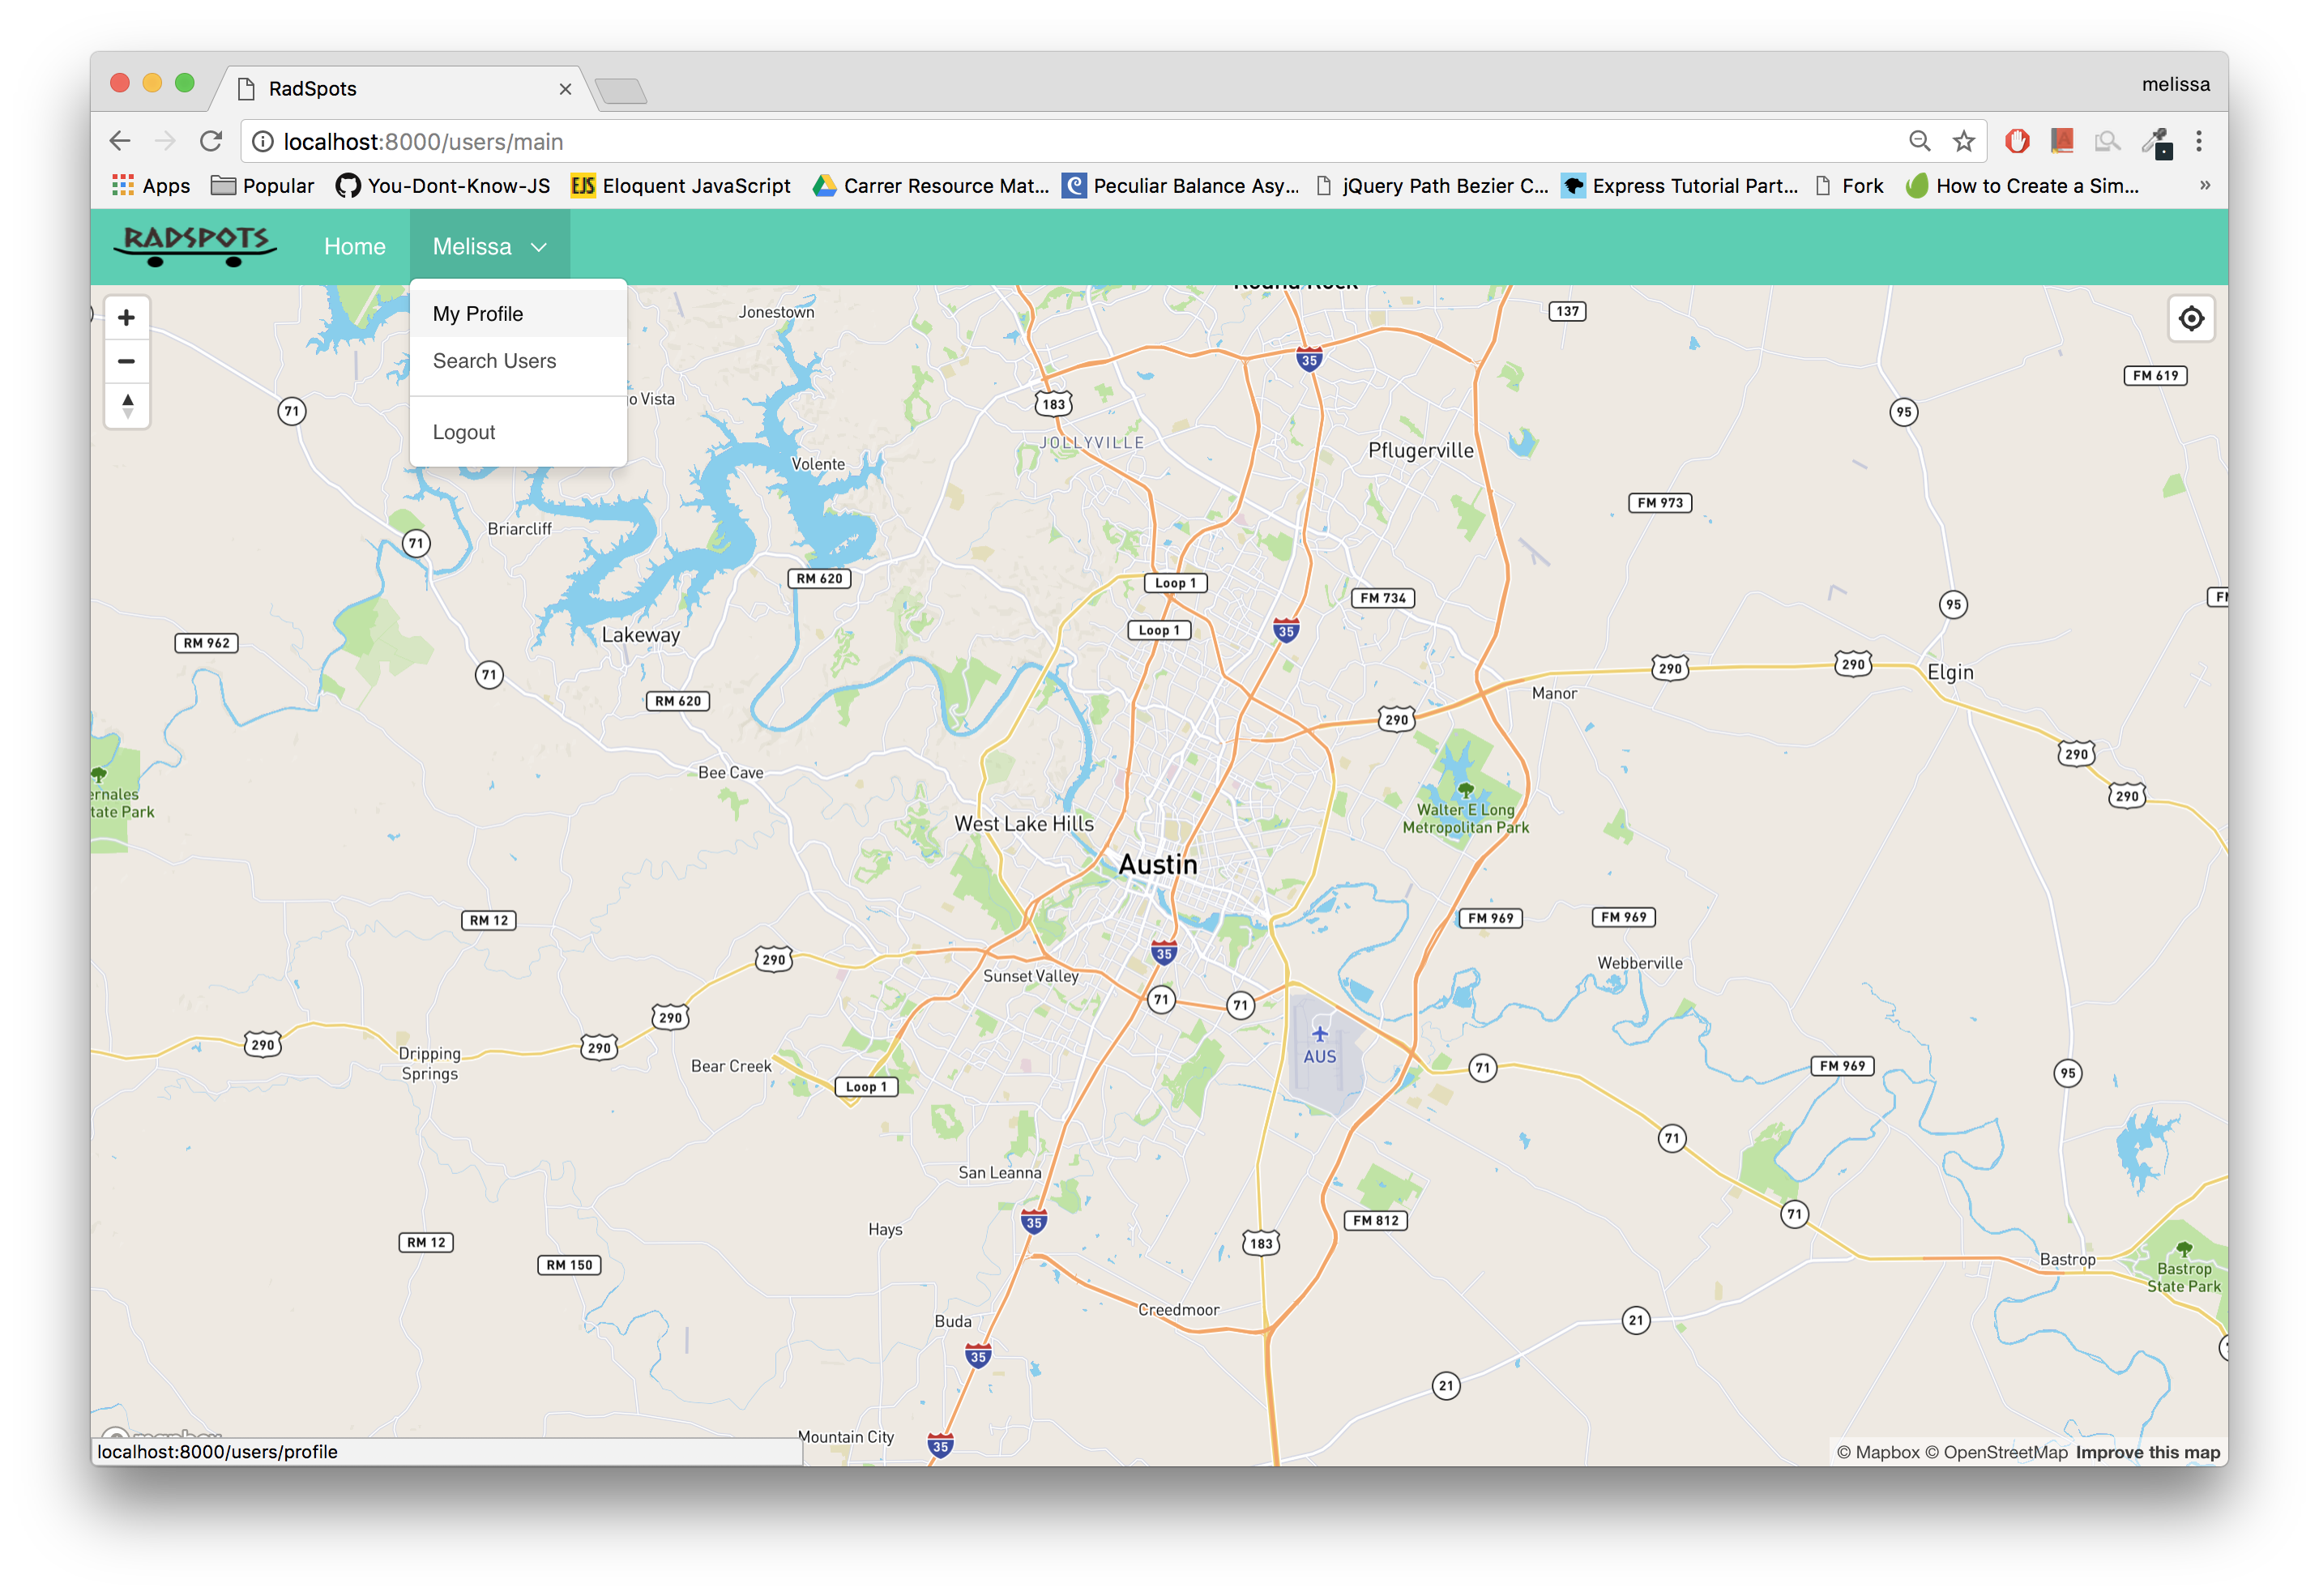 RadSpots
melissa
localhost:8000/users/main
Apps
Popular
You-Dont-Know-JS
EJS
Eloquent JavaScript
Carrer Resource Mat...
Peculiar Balance Asy...
jQuery Path Bezier C...
Express Tutorial Part...
Fork
How to Create a Sim...
»
RADSPOTS
Home
Melissa
My Profile
Search Users
Logout
Round Rock
Jonestown
137
35
FM 619
183
o Vista
71
95
JOLLYVILLE
Pflugerville
Volente
FM 973
Briarcliff
71
RM 620
Loop 1
FM 734
95
Loop 1
35
Lakeway
RM 962
71
290
290
Elgin
Manor
RM 620
290
290
Bee Cave
290
ernales
tate Park
Walter E Long
Metropolitan Park
West Lake Hills
Austin
RM 12
FM 969
FM 969
290
35
Sunset Valley
Webberville
71
71
290
290
290
Dripping
Springs
AUS
Bear Creek
71
FM 969
95
Loop 1
71
San Leanna
71
35
FM 812
Hays
RM 12
183
RM 150
Bastrop
Bastrop
State Park
Creedmoor
Buda
21
35
21
Mountain City
35
mapbox
localhost:8000/users/profile
© Mapbox © OpenStreetMap Improve this map